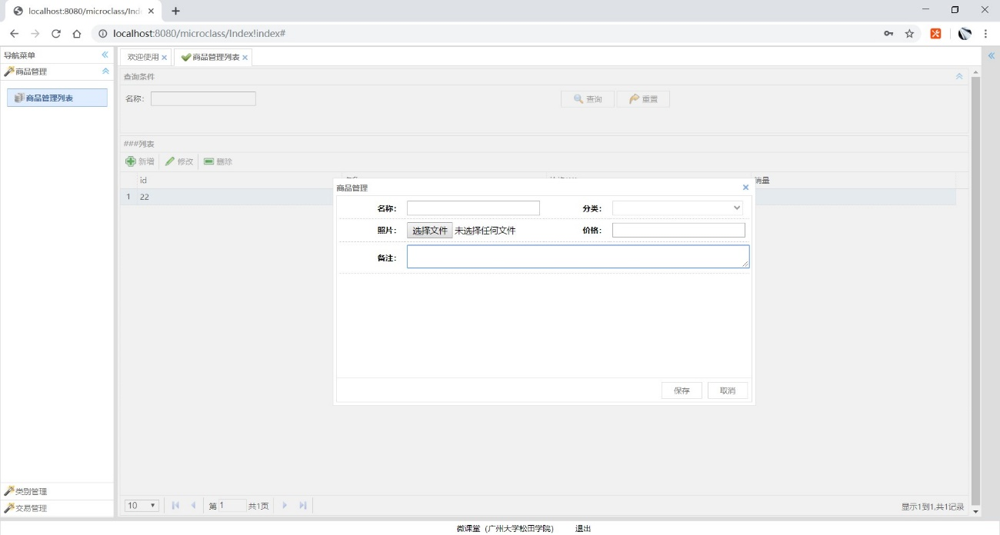 localhost:8080/microclass/Ind
localhost:8080/microclass/Index!index#
导航菜单
商品管理
商品管理列表
欢迎使用
商品管理列表
查询条件
名称：
查询
重置
###列表
新增
修改
删除
id
销量
1
22
商品管理
名称：
分类：
照片：
选择文件 未选择任何文件
价格：
备注：
保存
取消
类别管理
交易管理
10
第 1
共1页
显示1到1,共1记录
微课堂（广州大学松田学院）
退出